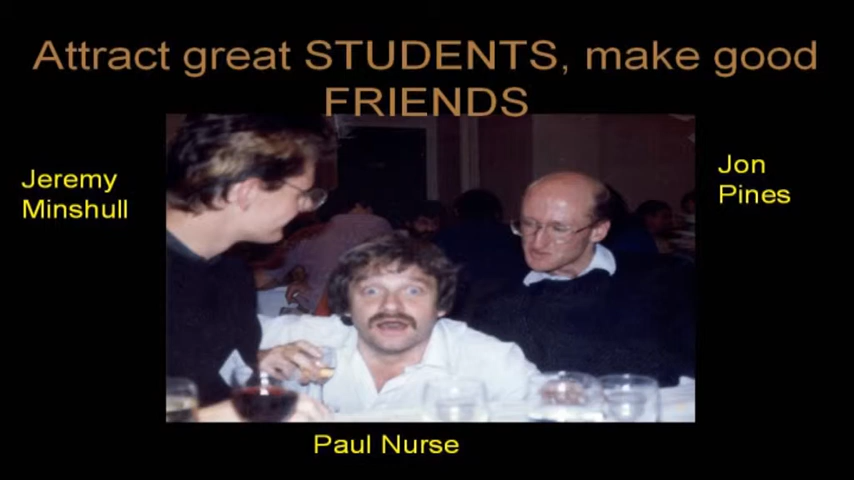 Attract great STUDENTS, make good
FRIENDS
Jeremy
Minshull
Jon
Pines
Paul Nurse